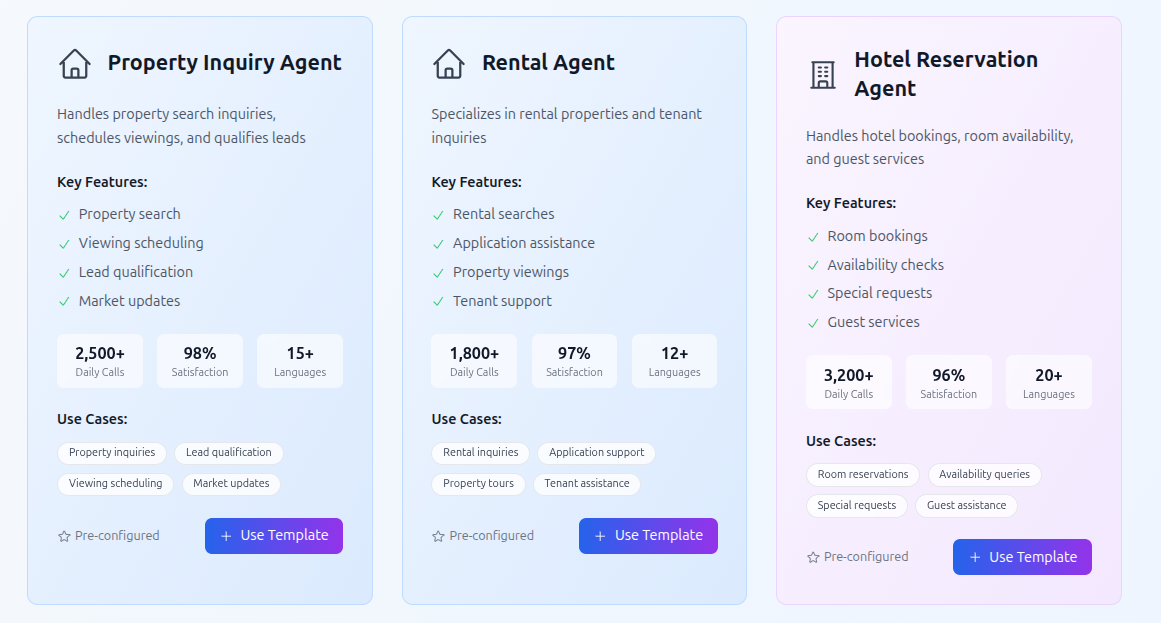 Property Inquiry Agent
Handles property search inquiries,
schedules viewings, and qualifies leads
Key Features:
Property search
Viewing scheduling
Lead qualification
Market updates
2,500+ 98% 15+
Daily Calls Satisfaction Languages
Use Cases:
Property inquiries Lead qualification
Viewing scheduling Market updates
Pre-configured + Use Template
Rental Agent
Specializes in rental properties and tenant
inquiries
Key Features:
Rental searches
Application assistance
Property viewings
Tenant support
1,800+ 97% 12+
Daily Calls Satisfaction Languages
Use Cases:
Rental inquiries Application support
Property tours Tenant assistance
Pre-configured + Use Template
Hotel Reservation
Agent
Handles hotel bookings, room availability,
and guest services
Key Features:
Room bookings
Availability checks
Special requests
Guest services
3,200+ 96% 20+
Daily Calls Satisfaction Languages
Use Cases:
Room reservations Availability queries
Special requests Guest assistance
Pre-configured + Use Template